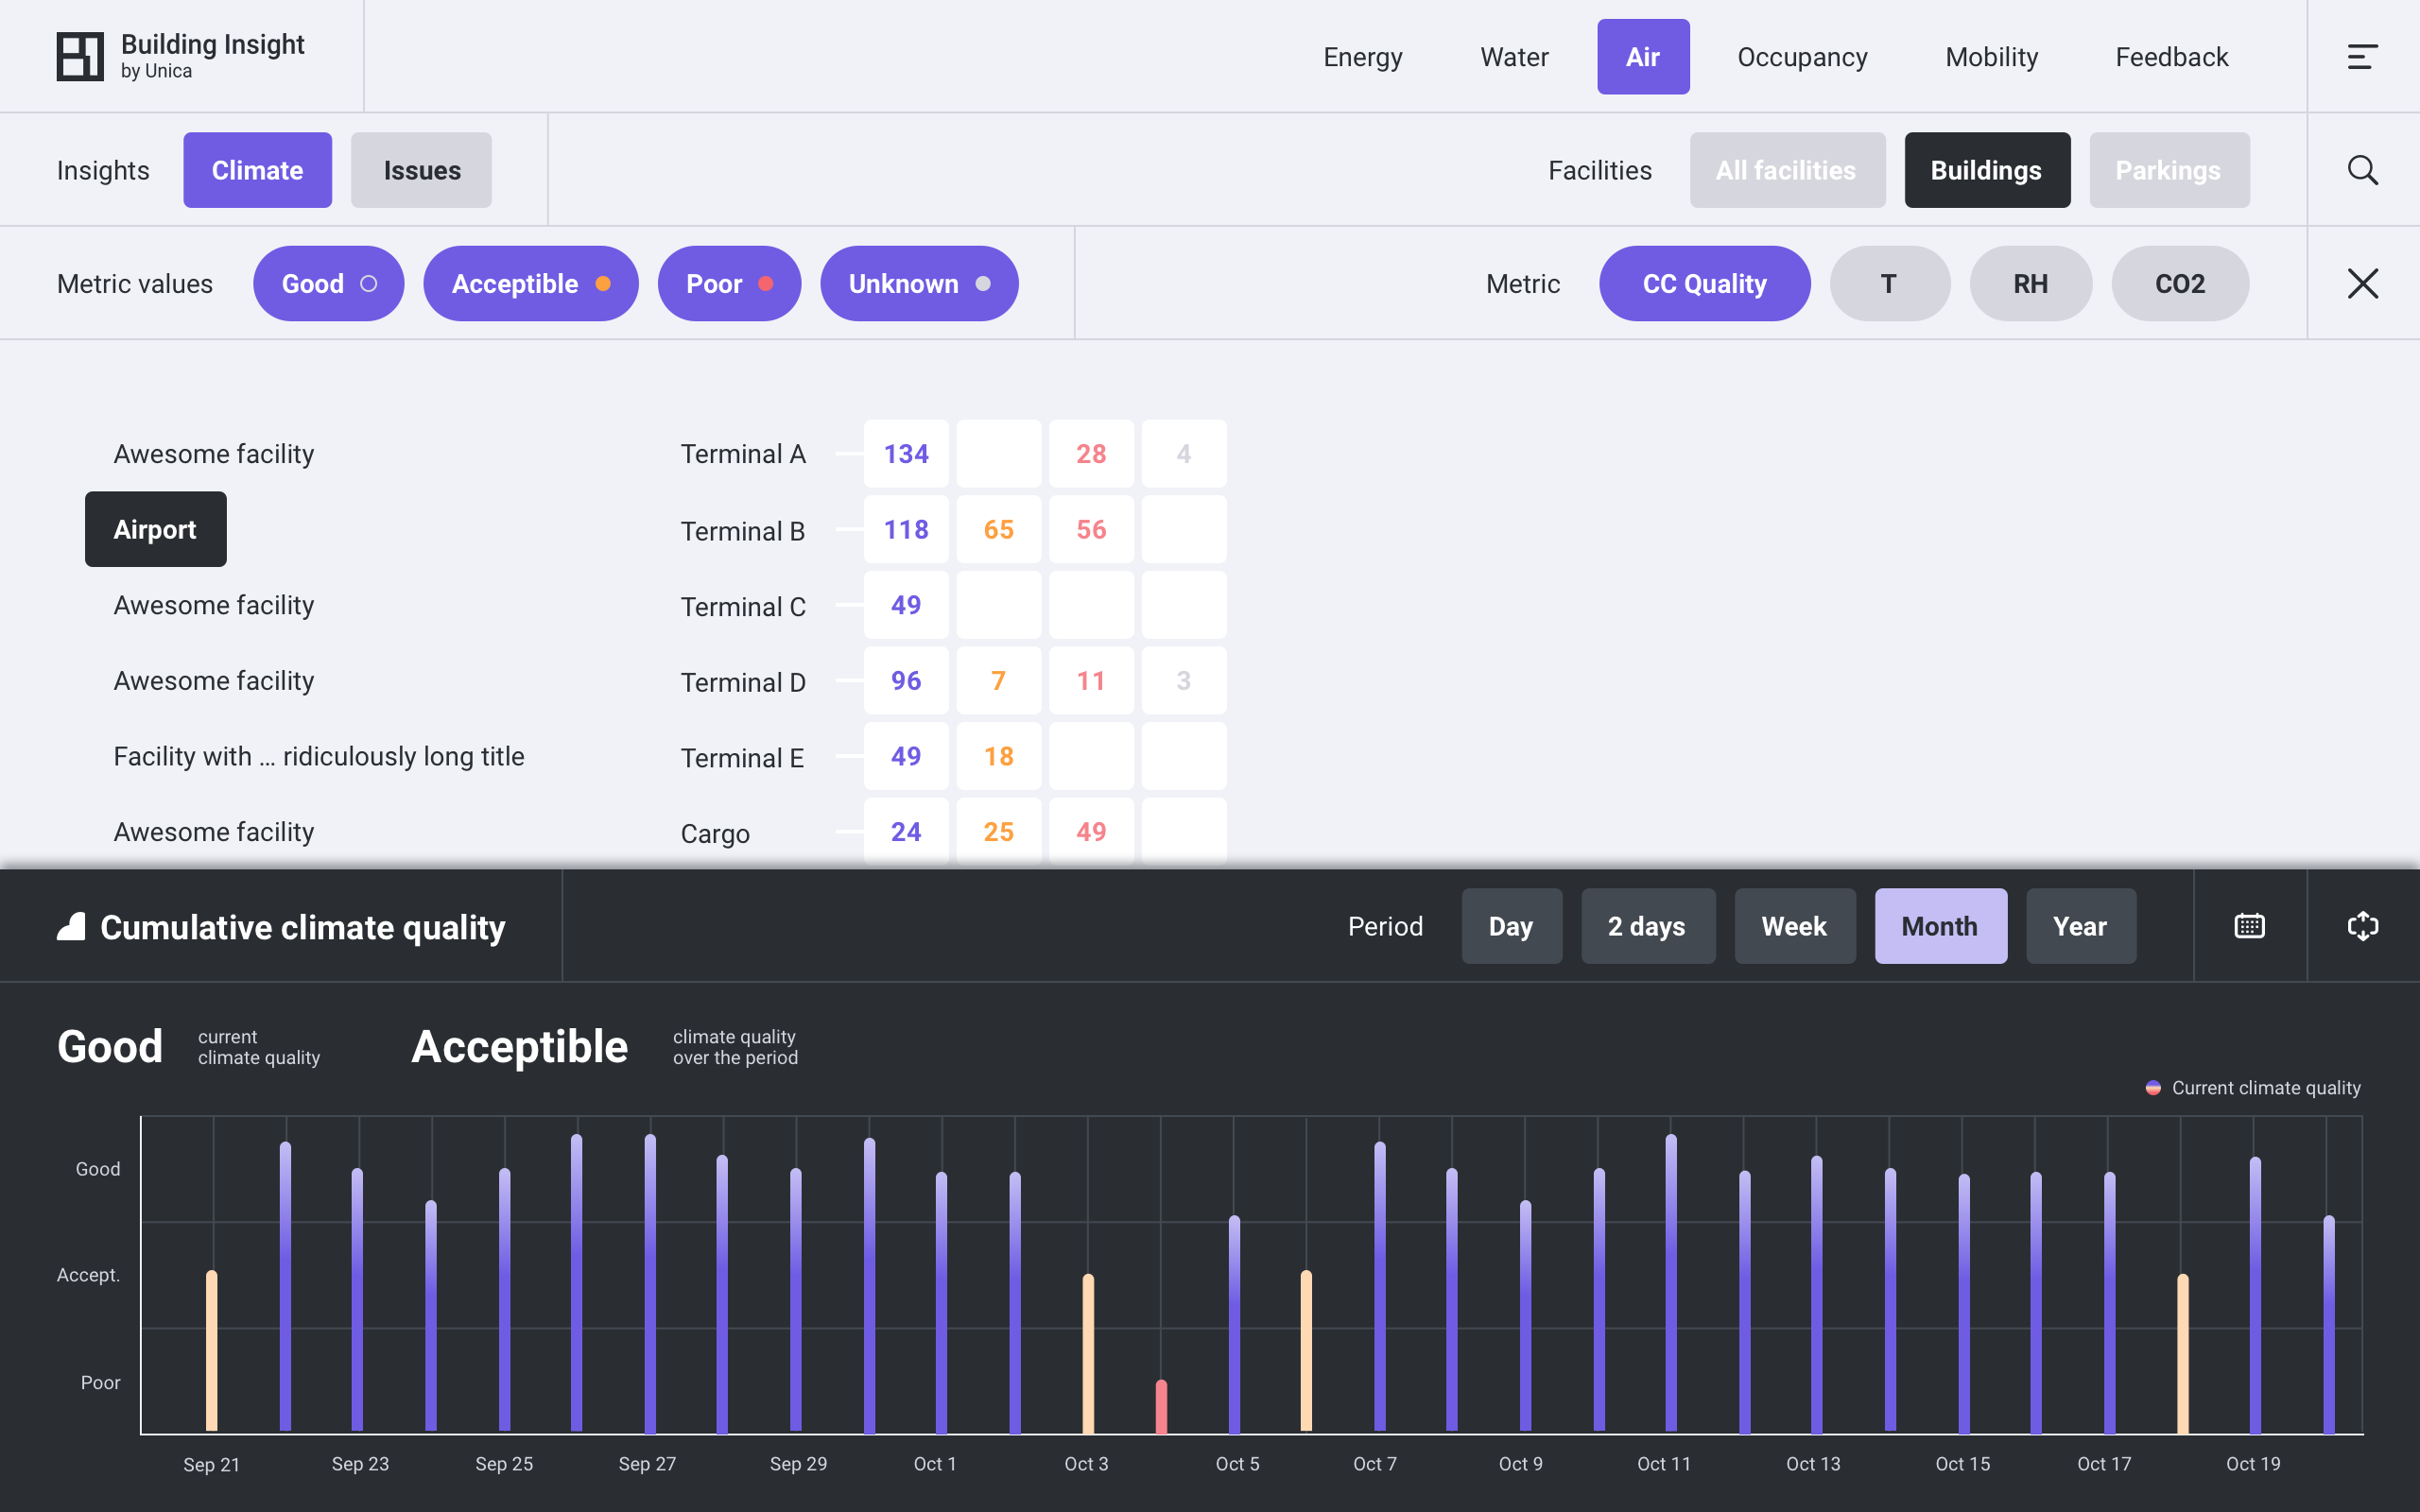 Building Insight
by Unica
Energy
Water
Air
Occupancy
Mobility
Feedback
Insights
Climate
Issues
Facilities
All facilities
Buildings
Parkings
Metric values
Good
Acceptible
Poor
Unknown
Metric
CC Quality
T
RH
CO2
Awesome facility
Airport
Awesome facility
Awesome facility
Facility with ... ridiculously long title
Awesome facility
Terminal A 134 28 4
Terminal B 118 65 56
Terminal C 49
Terminal D 96 7 11 3
Terminal E 49 18
Cargo 24 25 49
Cumulative climate quality
Period
Day
2 days
Week
Month
Year
Good
current
climate quality
Acceptible
climate quality
over the period
Current climate quality
Good
Accept.
Poor
Sep 21
Sep 23
Sep 25
Sep 27
Sep 29
Oct 1
Oct 3
Oct 5
Oct 7
Oct 9
Oct 11
Oct 13
Oct 15
Oct 17
Oct 19